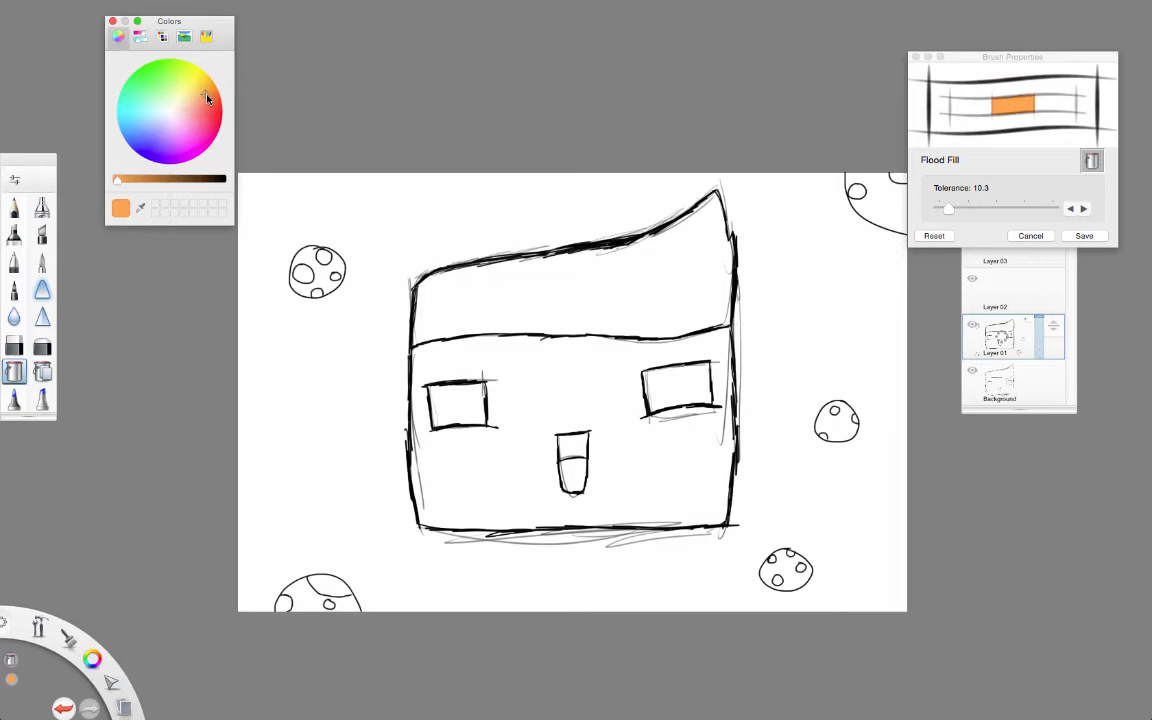 Colors
Brush Properties
Flood Fill
Tolerance: 10.3
Reset
Cancel
Save
Layer 03
Layer 02
Layer 01
Background